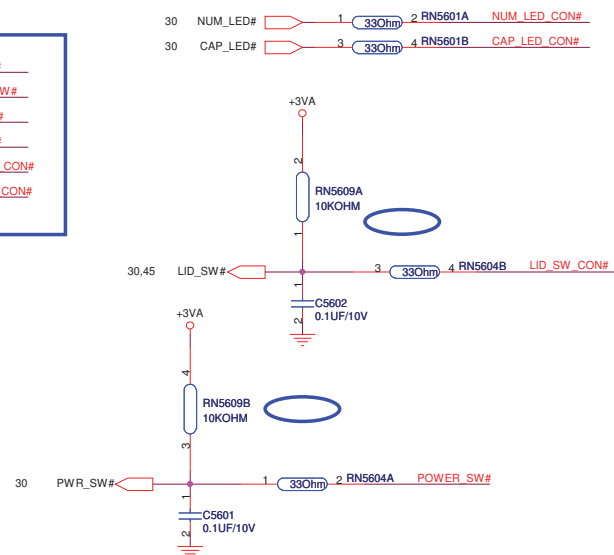 30 NUM_LED# 1 33Ohm 2 RN5601A NUM_LED_CON#
30 CAP_LED# 3 33Ohm 4 RN5601B CAP_LED_CON#
#
W#
#
#
_CON#
CON#
+3VA
2
RN5609A
10KOHM
1
30,45 LID_SW# 3 33Ohm 4 RN5604B LID_SW_CON#
1
C5602
0.1UF/10V
2
+3VA
4
RN5609B
10KOHM
3
30 PWR_SW# 1 33Ohm 2 RN5604A POWER_SW#
1
C5601
0.1UF/10V
2